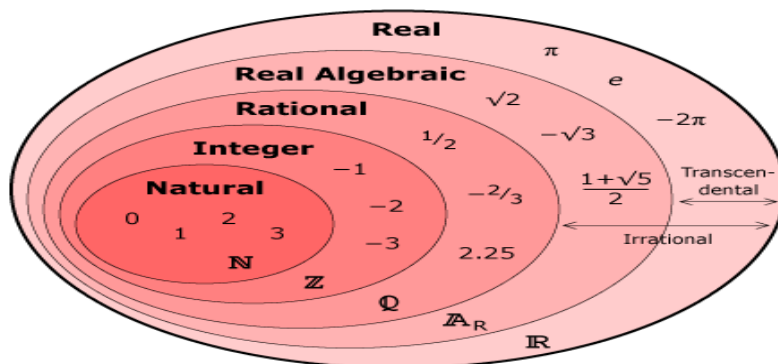 Real
π
Real Algebraic
e
√2
Rational
−2π
½
−√3
Integer
−1
Transcen-
dental
Natural
1+√5
2
−⅔
0
2
−2
1
3
Irrational
−3
2.25
ℕ
ℤ
ℚ
𝔸R
ℝ